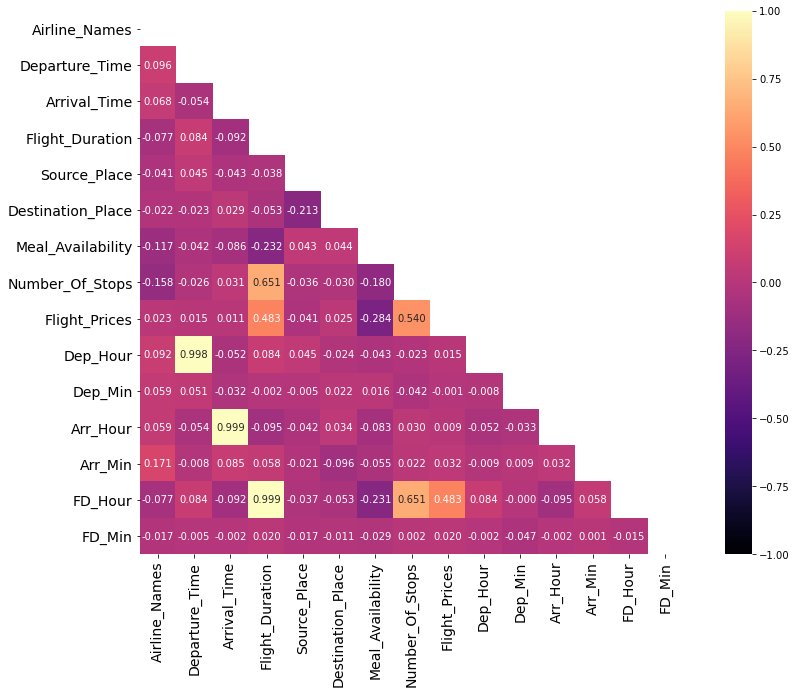 Airline_Names
Departure_Time 0.096
Arrival_Time 0.068 -0.054
Flight_Duration -0.077 0.084 -0.092
Source_Place -0.041 0.045 -0.043 -0.038
Destination_Place -0.022 -0.023 0.029 -0.053 -0.213
Meal_Availability -0.117 -0.042 -0.086 -0.232 0.043 0.044
Number_Of_Stops -0.158 -0.026 0.031 0.651 -0.036 -0.030 -0.180
Flight_Prices 0.023 0.015 0.011 0.483 -0.041 0.025 -0.284 0.540
Dep_Hour 0.092 0.998 -0.052 0.084 0.045 -0.024 -0.043 -0.023 0.015
Dep_Min 0.059 0.051 -0.032 -0.002 -0.005 0.022 0.016 -0.042 -0.001 -0.008
Arr_Hour 0.059 -0.054 0.999 -0.095 -0.042 0.034 -0.083 0.030 0.009 -0.052 -0.033
Arr_Min 0.171 -0.008 0.085 0.058 -0.021 -0.096 -0.055 0.022 0.032 -0.009 0.009 0.032
FD_Hour -0.077 0.084 -0.092 0.999 -0.037 -0.053 -0.231 0.651 0.483 0.084 -0.000 -0.095 0.058
FD_Min -0.017 -0.005 -0.002 0.020 -0.017 -0.011 -0.029 0.002 0.020 -0.002 -0.047 -0.002 0.001 -0.015
Airline_Names
Departure_Time
Arrival_Time
Flight_Duration
Source_Place
Destination_Place
Meal_Availability
Number_Of_Stops
Flight_Prices
Dep_Hour
Dep_Min
Arr_Hour
Arr_Min
FD_Hour
FD_Min
1.00
0.75
0.50
0.25
0.00
−0.25
−0.50
−0.75
−1.00